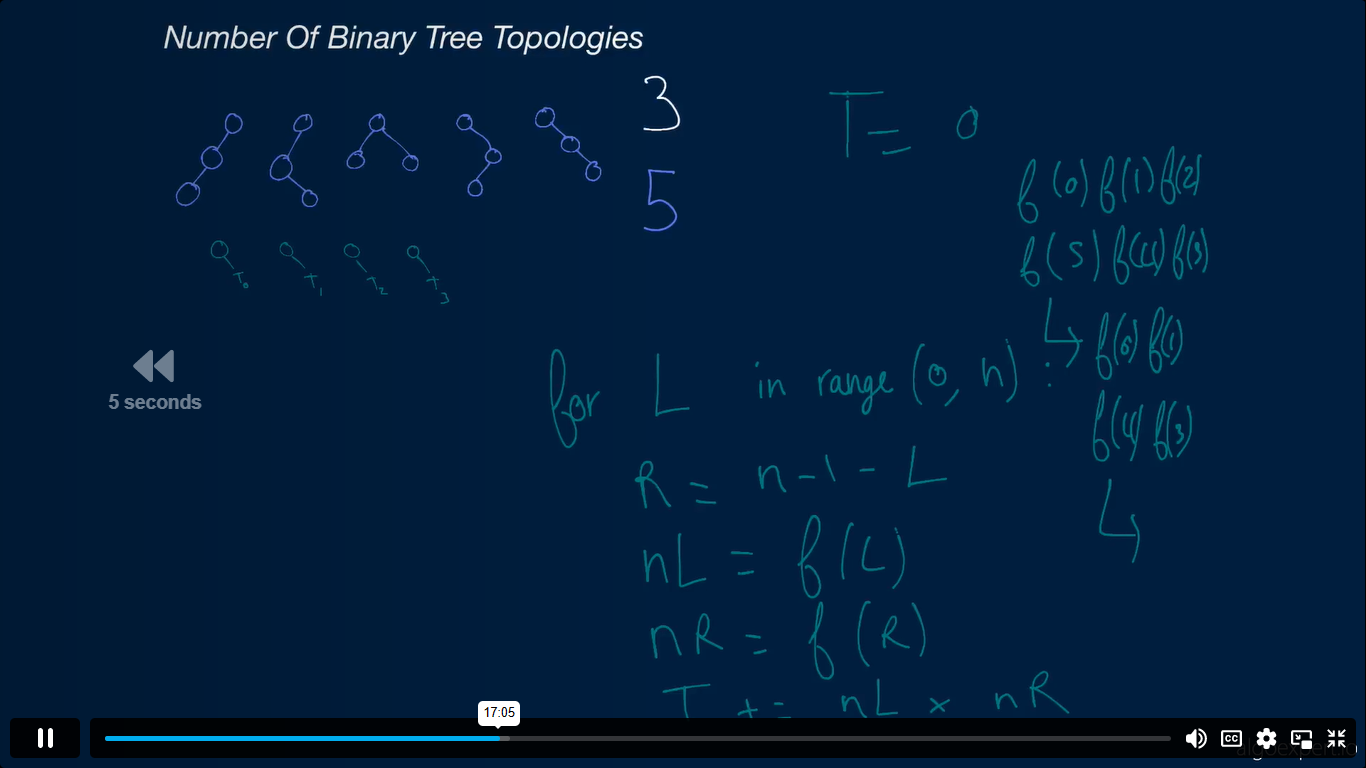 Number Of Binary Tree Topologies
3
5
T = 0
T₀ T₁ T₂ T₃
f(0) f(1) f(2)
f(5) f(4) f(3)
f(0) f(1)
f(4) f(3)
for L in range (0, n) :
R = n - 1 - L
nL = f(L)
nR = f(R)
T += nL x nR
5 seconds
17:05
CC